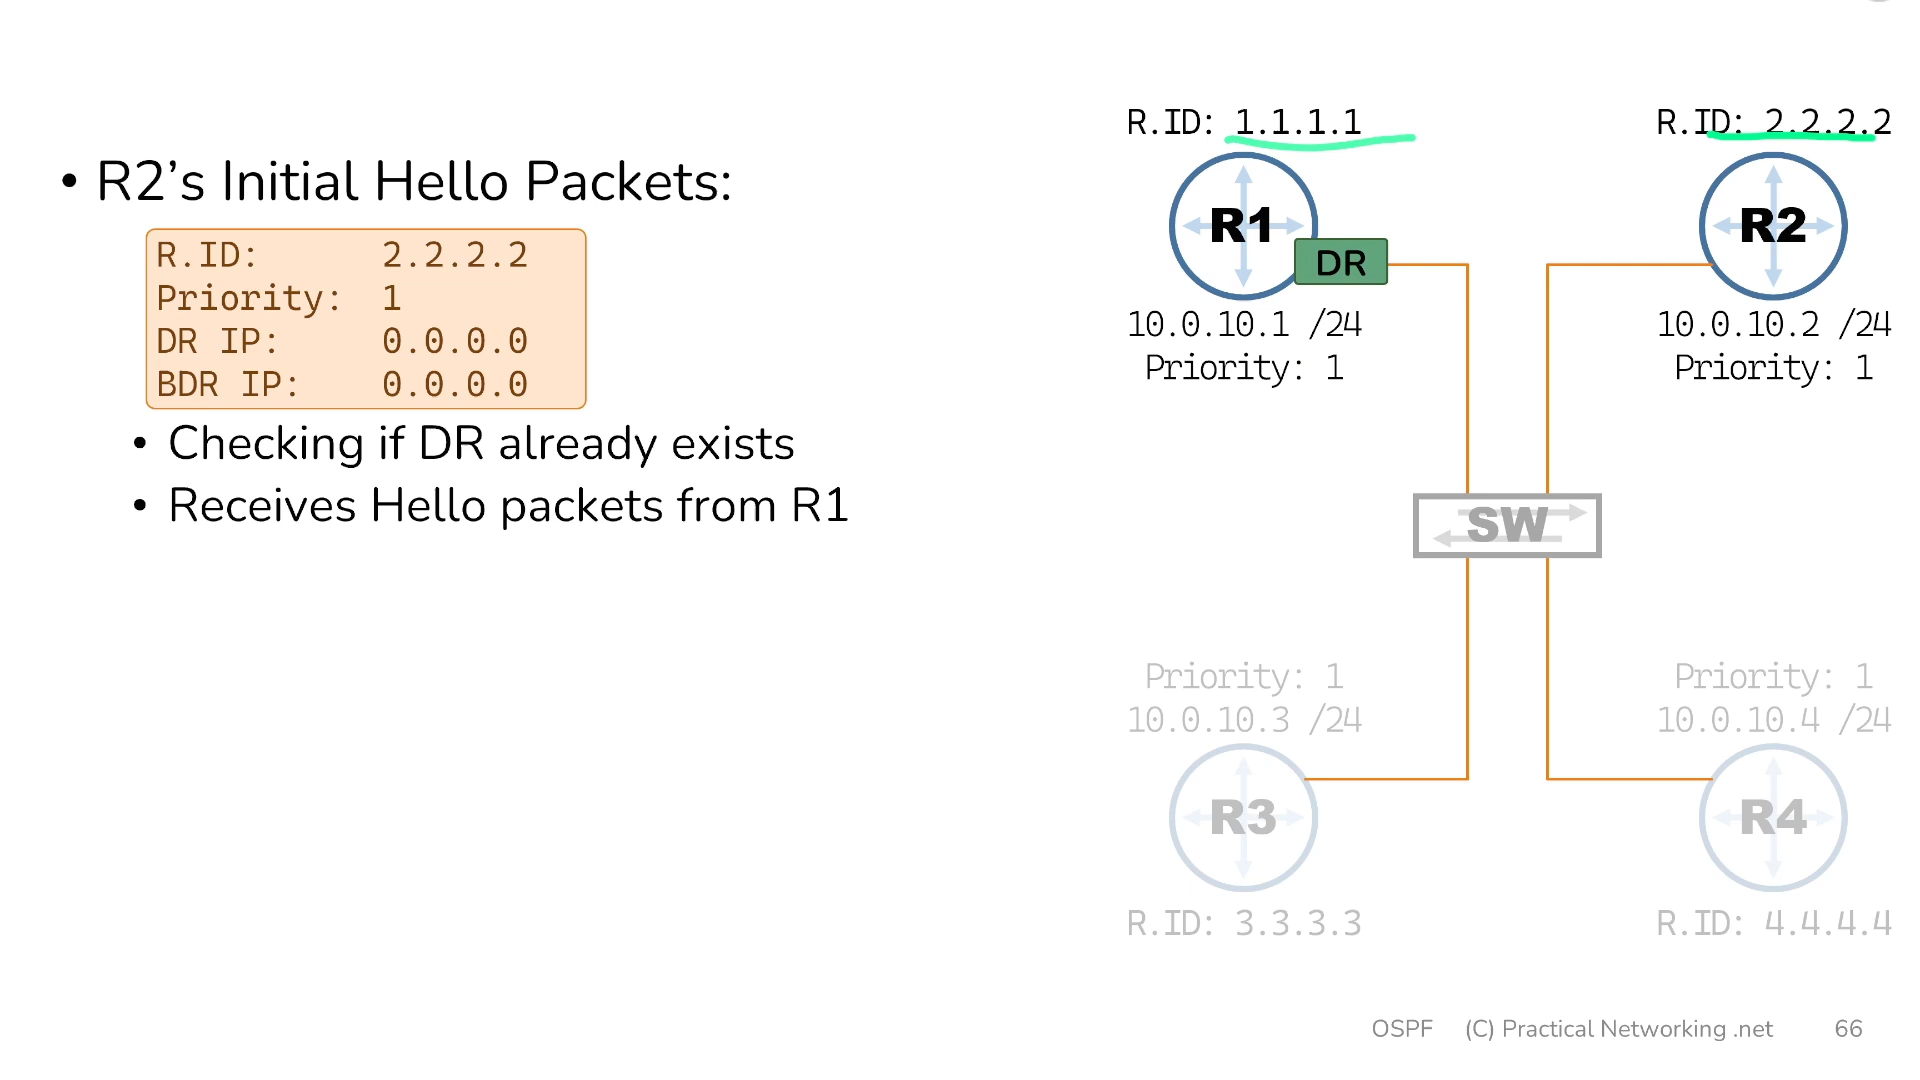 • R2’s Initial Hello Packets:
R.ID: 2.2.2.2
Priority: 1
DR IP: 0.0.0.0
BDR IP: 0.0.0.0
• Checking if DR already exists
• Receives Hello packets from R1
R.ID: 1.1.1.1
R1
DR
10.0.10.1 /24
Priority: 1
R.ID: 2.2.2.2
R2
10.0.10.2 /24
Priority: 1
SW
Priority: 1
10.0.10.3 /24
R3
R.ID: 3.3.3.3
Priority: 1
10.0.10.4 /24
R4
R.ID: 4.4.4.4
OSPF (C) Practical Networking .net 66